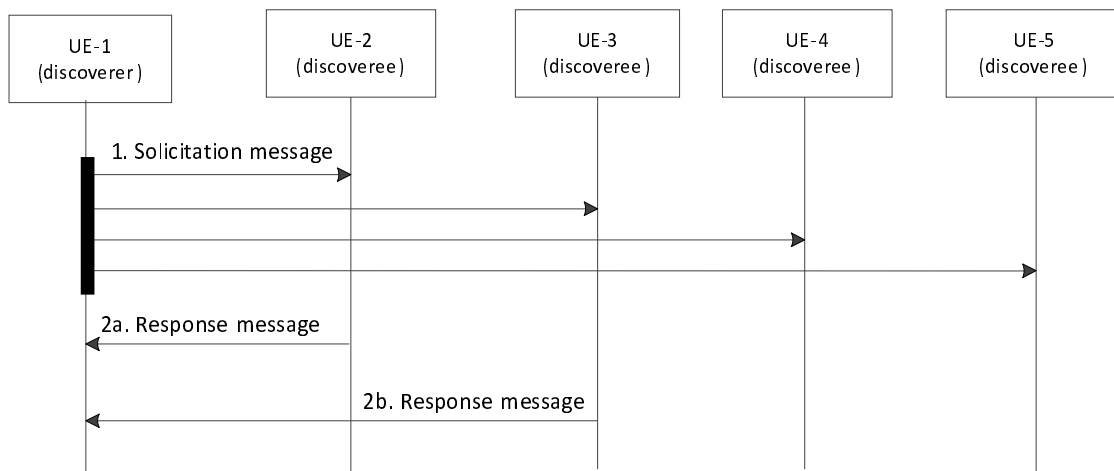 UE-1
(discoverer)
UE-2
(discoveree)
UE-3
(discoveree)
UE-4
(discoveree)
UE-5
(discoveree)
1. Solicitation message
2a. Response message
2b. Response message